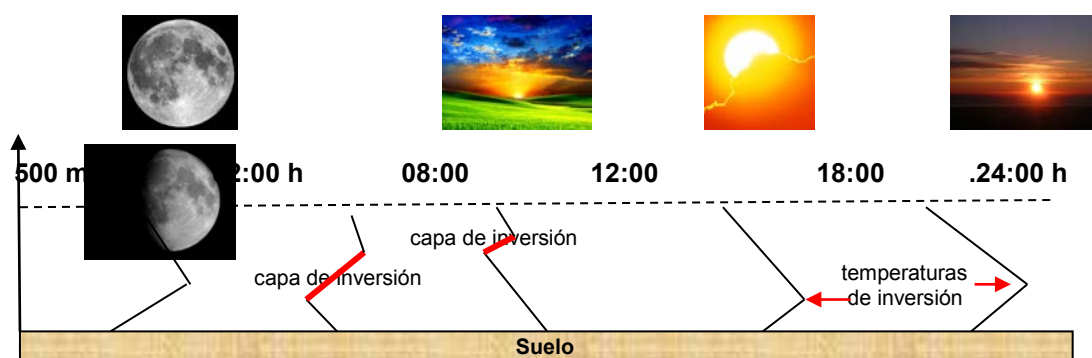 500 m
2:00 h
08:00
12:00
18:00
.24:00 h
capa de inversión
capa de inversión
temperaturas
de inversión
Suelo